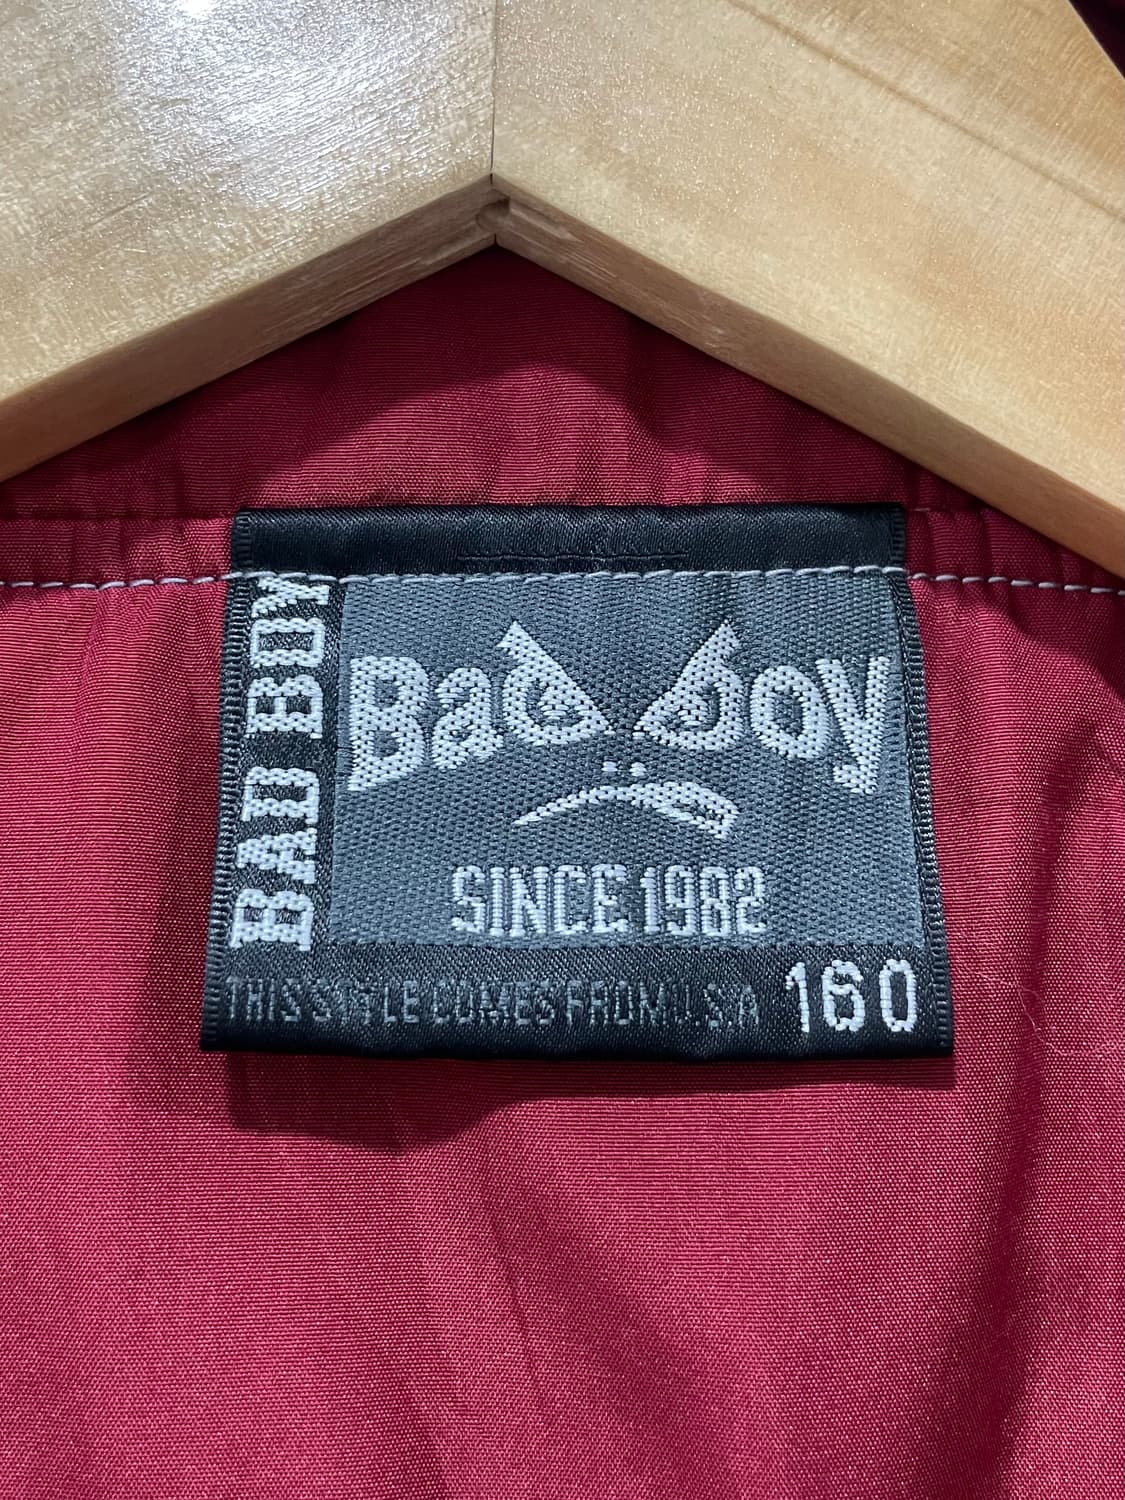 BAD BOY
Bad boy
SINCE 1982
THIS STYLE COMES FROM U.S.A 160